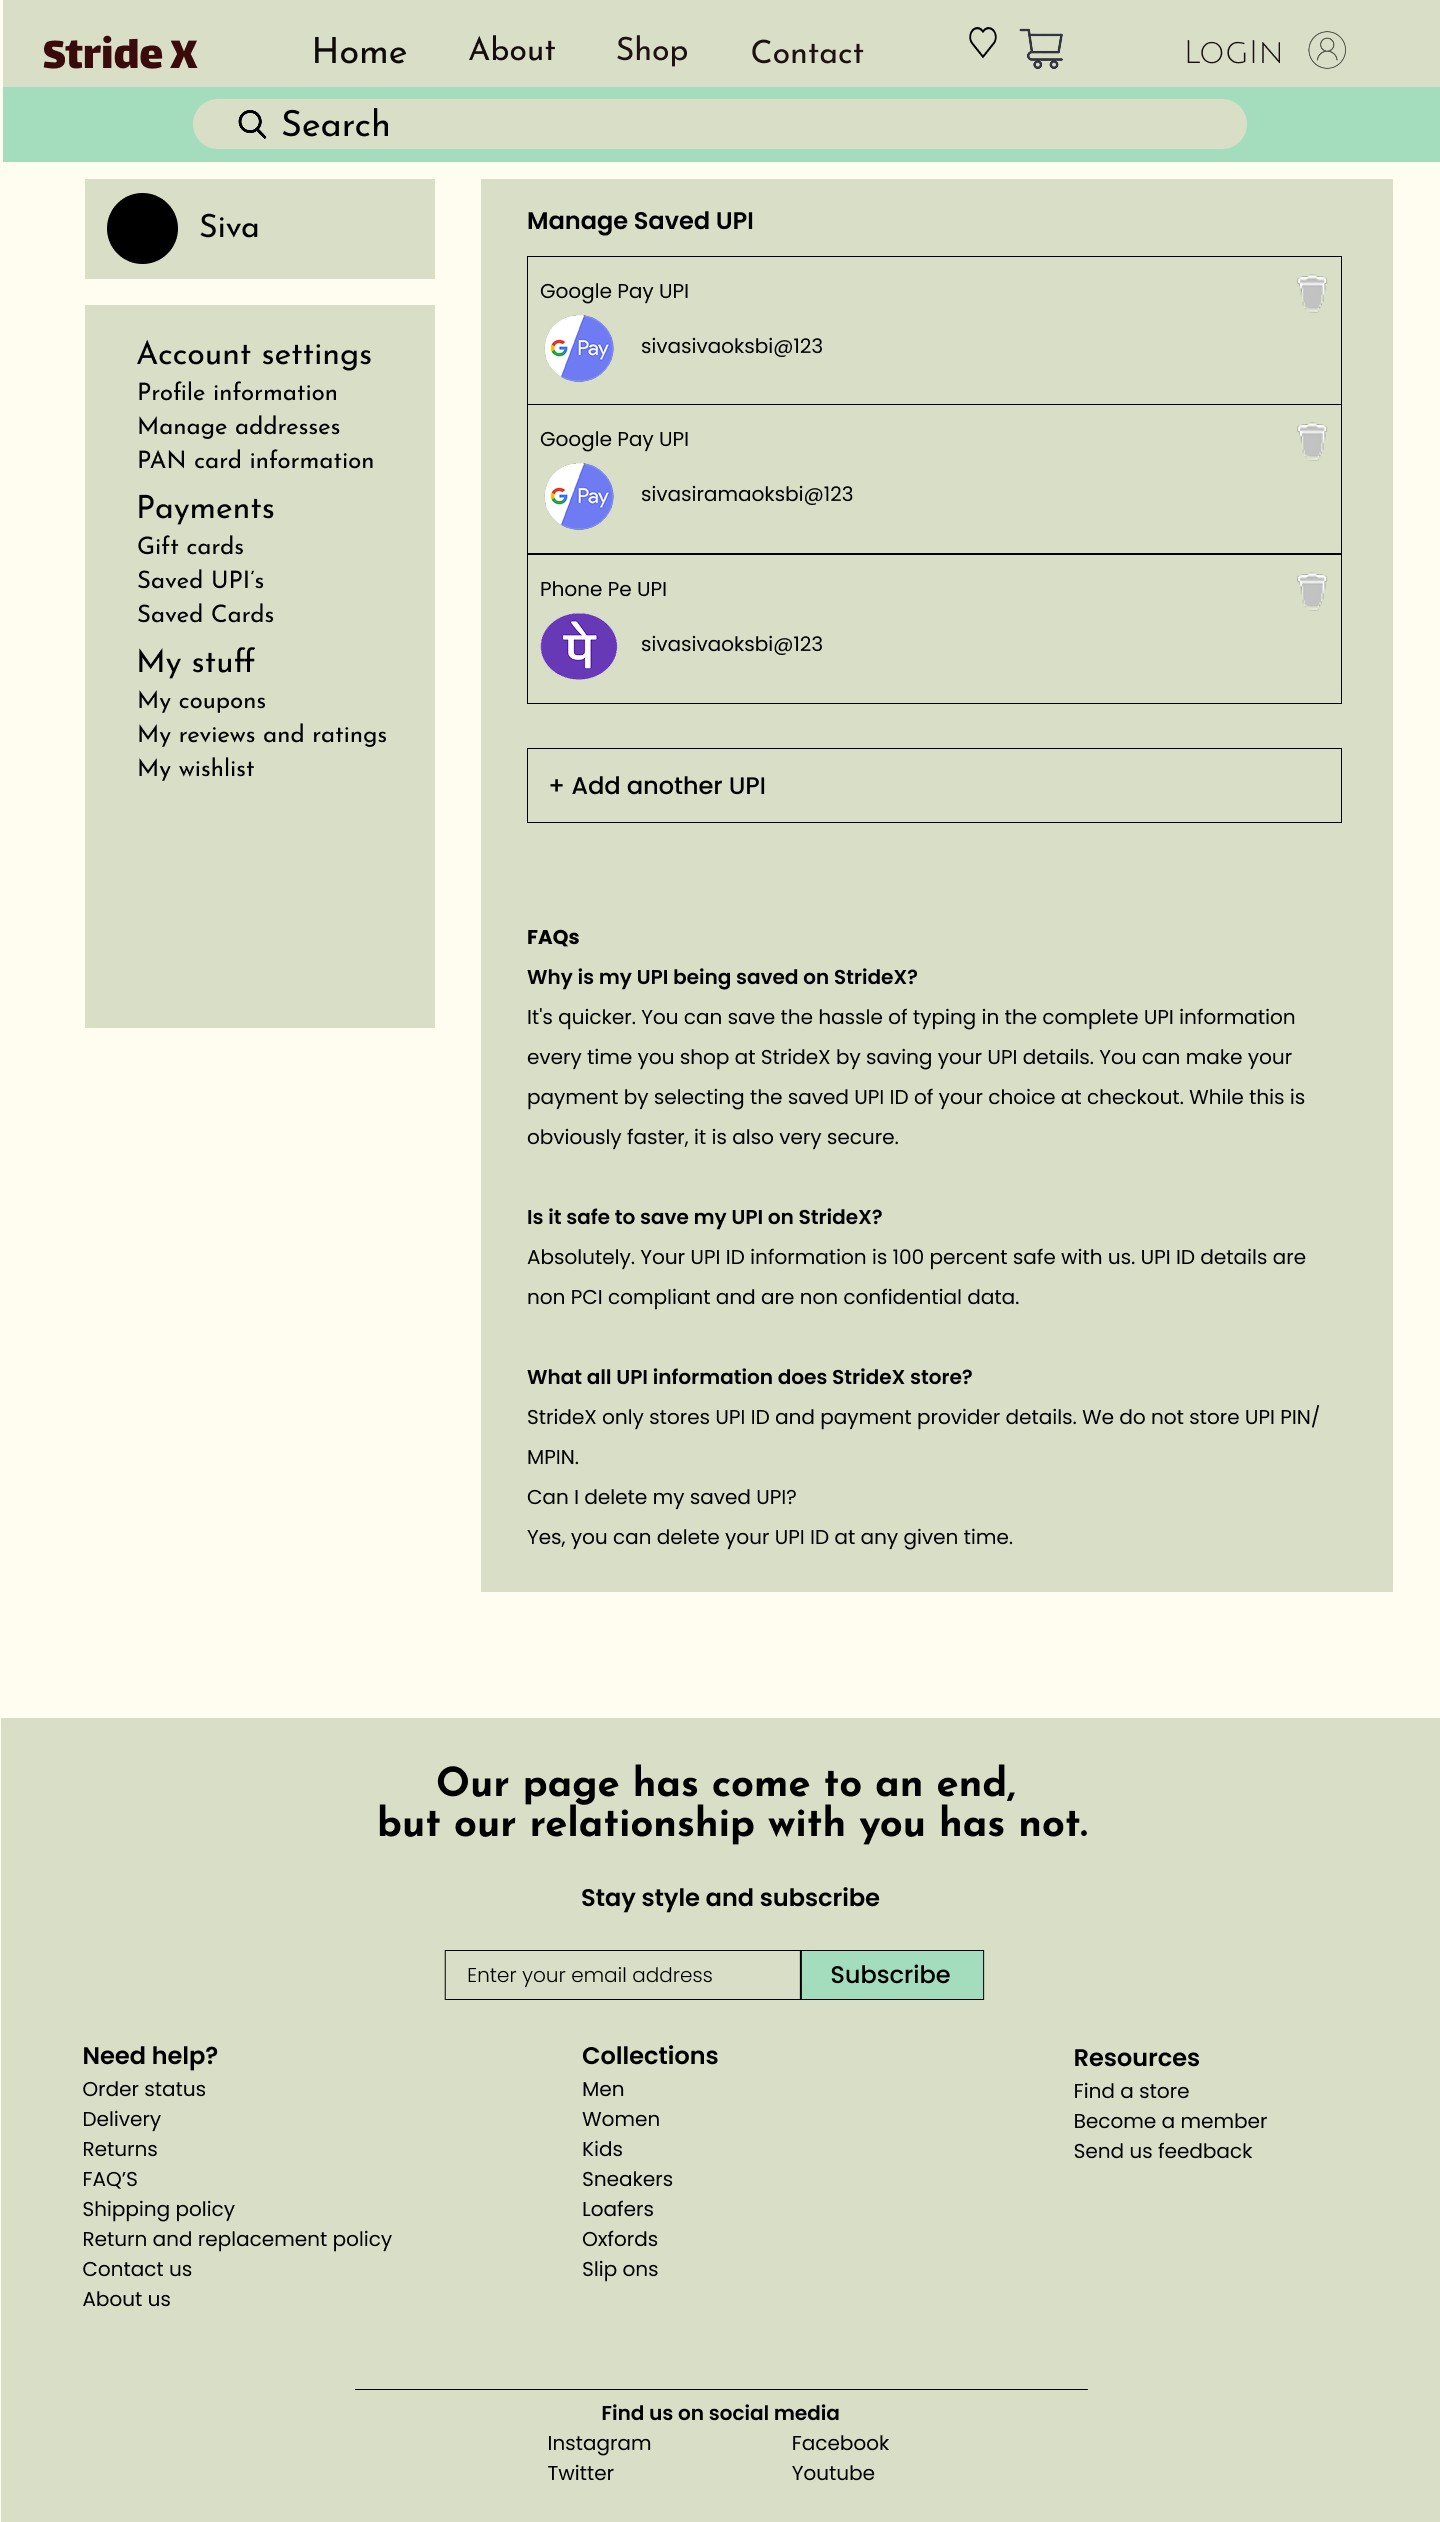 Stride X
Home
About
Shop
Contact
LOGIN
Search
Siva
Account settings
Profile information
Manage addresses
PAN card information
Payments
Gift cards
Saved UPI's
Saved Cards
My stuff
My coupons
My reviews and ratings
My wishlist
Manage Saved UPI
Google Pay UPI
G Pay
sivasivaoksbi@123
Google Pay UPI
G Pay
sivasiramaoksbi@123
Phone Pe UPI
पे
sivasivaoksbi@123
+ Add another UPI
FAQs
Why is my UPI being saved on StrideX?
It's quicker. You can save the hassle of typing in the complete UPI information
every time you shop at StrideX by saving your UPI details. You can make your
payment by selecting the saved UPI ID of your choice at checkout. While this is
obviously faster, it is also very secure.
Is it safe to save my UPI on StrideX?
Absolutely. Your UPI ID information is 100 percent safe with us. UPI ID details are
non PCI compliant and are non confidential data.
What all UPI information does StrideX store?
StrideX only stores UPI ID and payment provider details. We do not store UPI PIN/
MPIN.
Can I delete my saved UPI?
Yes, you can delete your UPI ID at any given time.
Our page has come to an end,
but our relationship with you has not.
Stay style and subscribe
Enter your email address
Subscribe
Need help?
Order status
Delivery
Returns
FAQ'S
Shipping policy
Return and replacement policy
Contact us
About us
Collections
Men
Women
Kids
Sneakers
Loafers
Oxfords
Slip ons
Resources
Find a store
Become a member
Send us feedback
Find us on social media
Instagram
Facebook
Twitter
Youtube